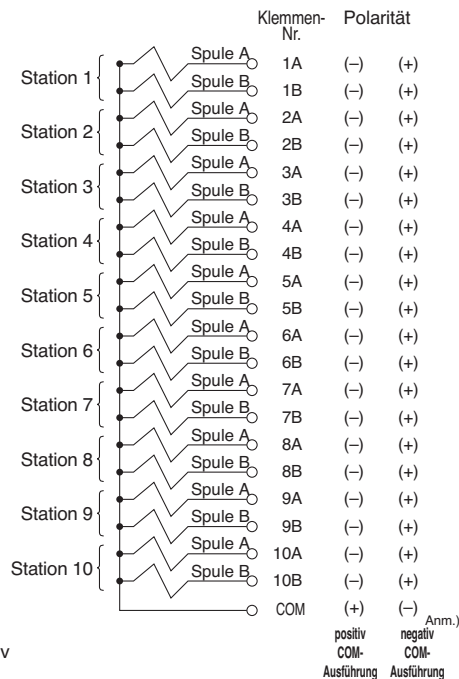 Klemmen- Polarität
Nr.
Spule A 1A (–) (+)
Station 1
Spule B 1B (–) (+)
Spule A 2A (–) (+)
Station 2
Spule B 2B (–) (+)
Spule A 3A (–) (+)
Station 3
Spule B 3B (–) (+)
Spule A 4A (–) (+)
Station 4
Spule B 4B (–) (+)
Spule A 5A (–) (+)
Station 5
Spule B 5B (–) (+)
Spule A 6A (–) (+)
Station 6
Spule B 6B (–) (+)
Spule A 7A (–) (+)
Station 7
Spule B 7B (–) (+)
Spule A 8A (–) (+)
Station 8
Spule B 8B (–) (+)
Spule A 9A (–) (+)
Station 9
Spule B 9B (–) (+)
Spule A 10A (–) (+)
Station 10
Spule B 10B (–) (+)
COM (+) (–) Anm.)
positiv negativ
v COM- COM-
Ausführung Ausführung